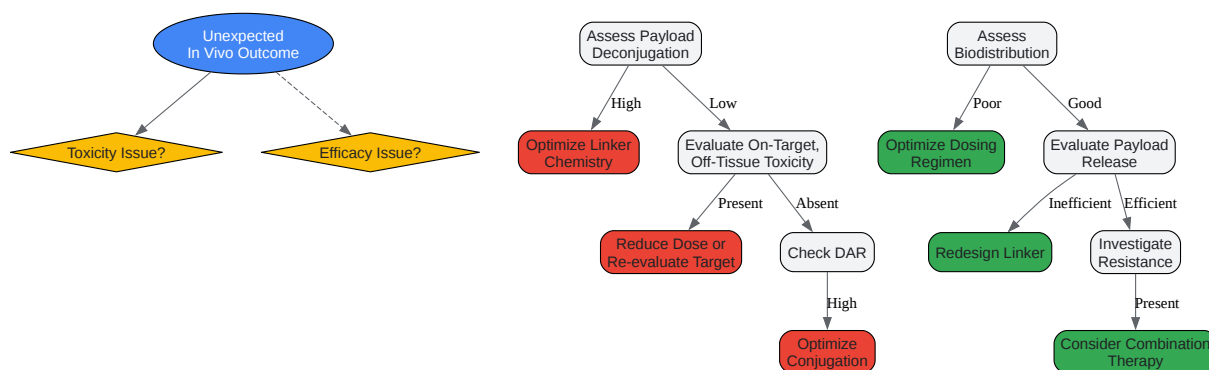 Unexpected
In Vivo Outcome
Toxicity Issue?
Efficacy Issue?
Assess Payload
Deconjugation
High
Low
Optimize Linker
Chemistry
Evaluate On-Target,
Off-Tissue Toxicity
Present
Absent
Reduce Dose or
Re-evaluate Target
Check DAR
High
Optimize
Conjugation
Assess
Biodistribution
Poor
Good
Optimize Dosing
Regimen
Evaluate Payload
Release
Inefficient
Efficient
Redesign Linker
Investigate
Resistance
Present
Consider Combination
Therapy